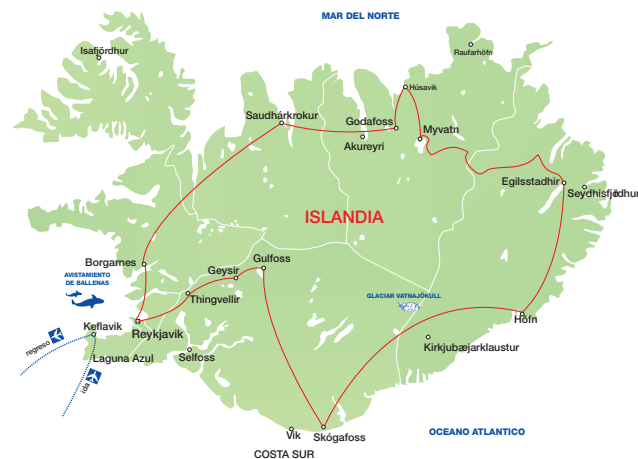 MAR DEL NORTE
Isafjördhur
Raufarhöfn
Húsavik
Saudhárkrokur
Godafoss
Myvatn
Akureyri
Egilsstadhir
Seydhisfjördhur
ISLANDIA
Borgarnes
Gulfoss
Geysir
AVISTAMIENTO
DE BALLENAS
Thingvellir
GLACIAR VATNAJÖKULL
Höfn
Keflavik
Reykjavik
regreso
Laguna Azul
Selfoss
Kirkjubæjarklaustur
ida
Vik
Skógafoss
OCEANO ATLANTICO
COSTA SUR